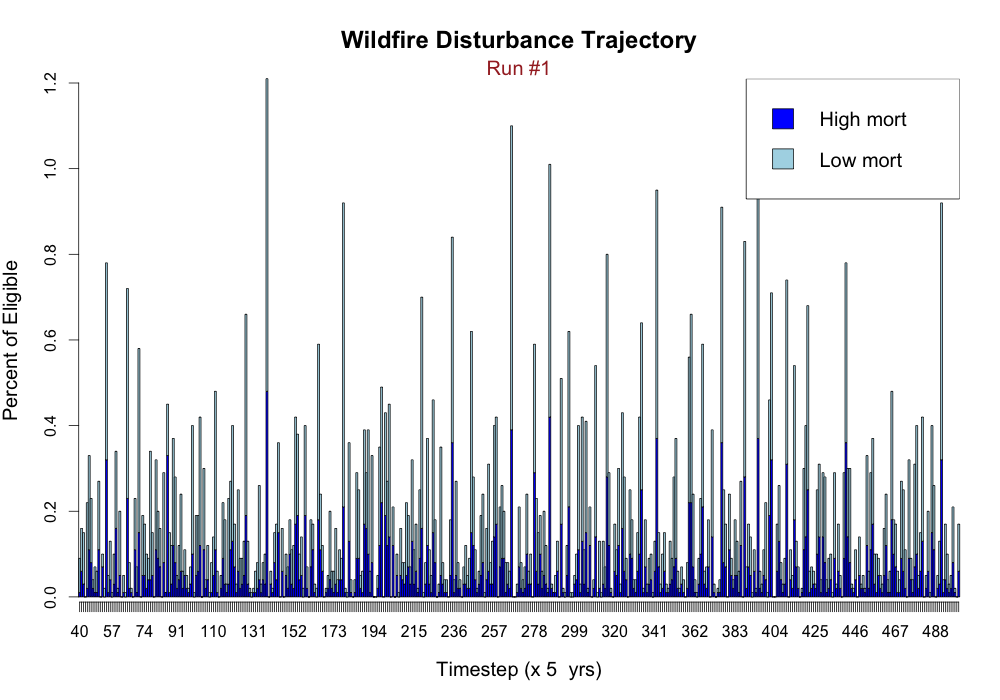 Wildfire Disturbance Trajectory
Run #1
High mort
Low mort
Percent of Eligible
1.2
1.0
0.8
0.6
0.4
0.2
0.0
40 57 74 91 110 131 152 173 194 215 236 257 278 299 320 341 362 383 404 425 446 467 488
Timestep (x 5  yrs)